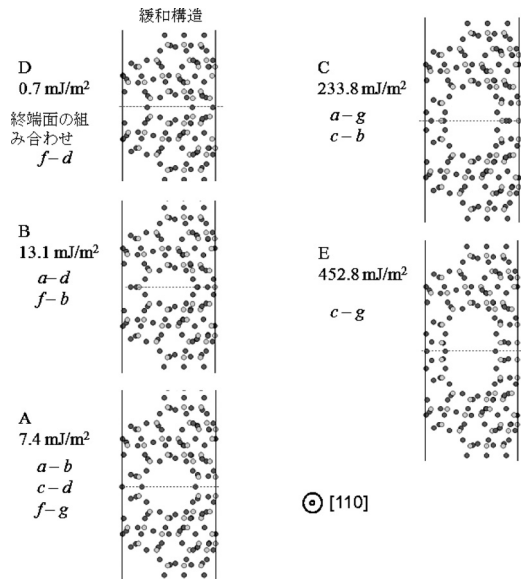 緩和構造
D
0.7 mJ/m²
終端面の組
み合わせ
f–d
B
13.1 mJ/m²
a–d
f–b
A
7.4 mJ/m²
a–b
c–d
f–g
C
233.8 mJ/m²
a–g
c–b
E
452.8 mJ/m²
c–g
[110]